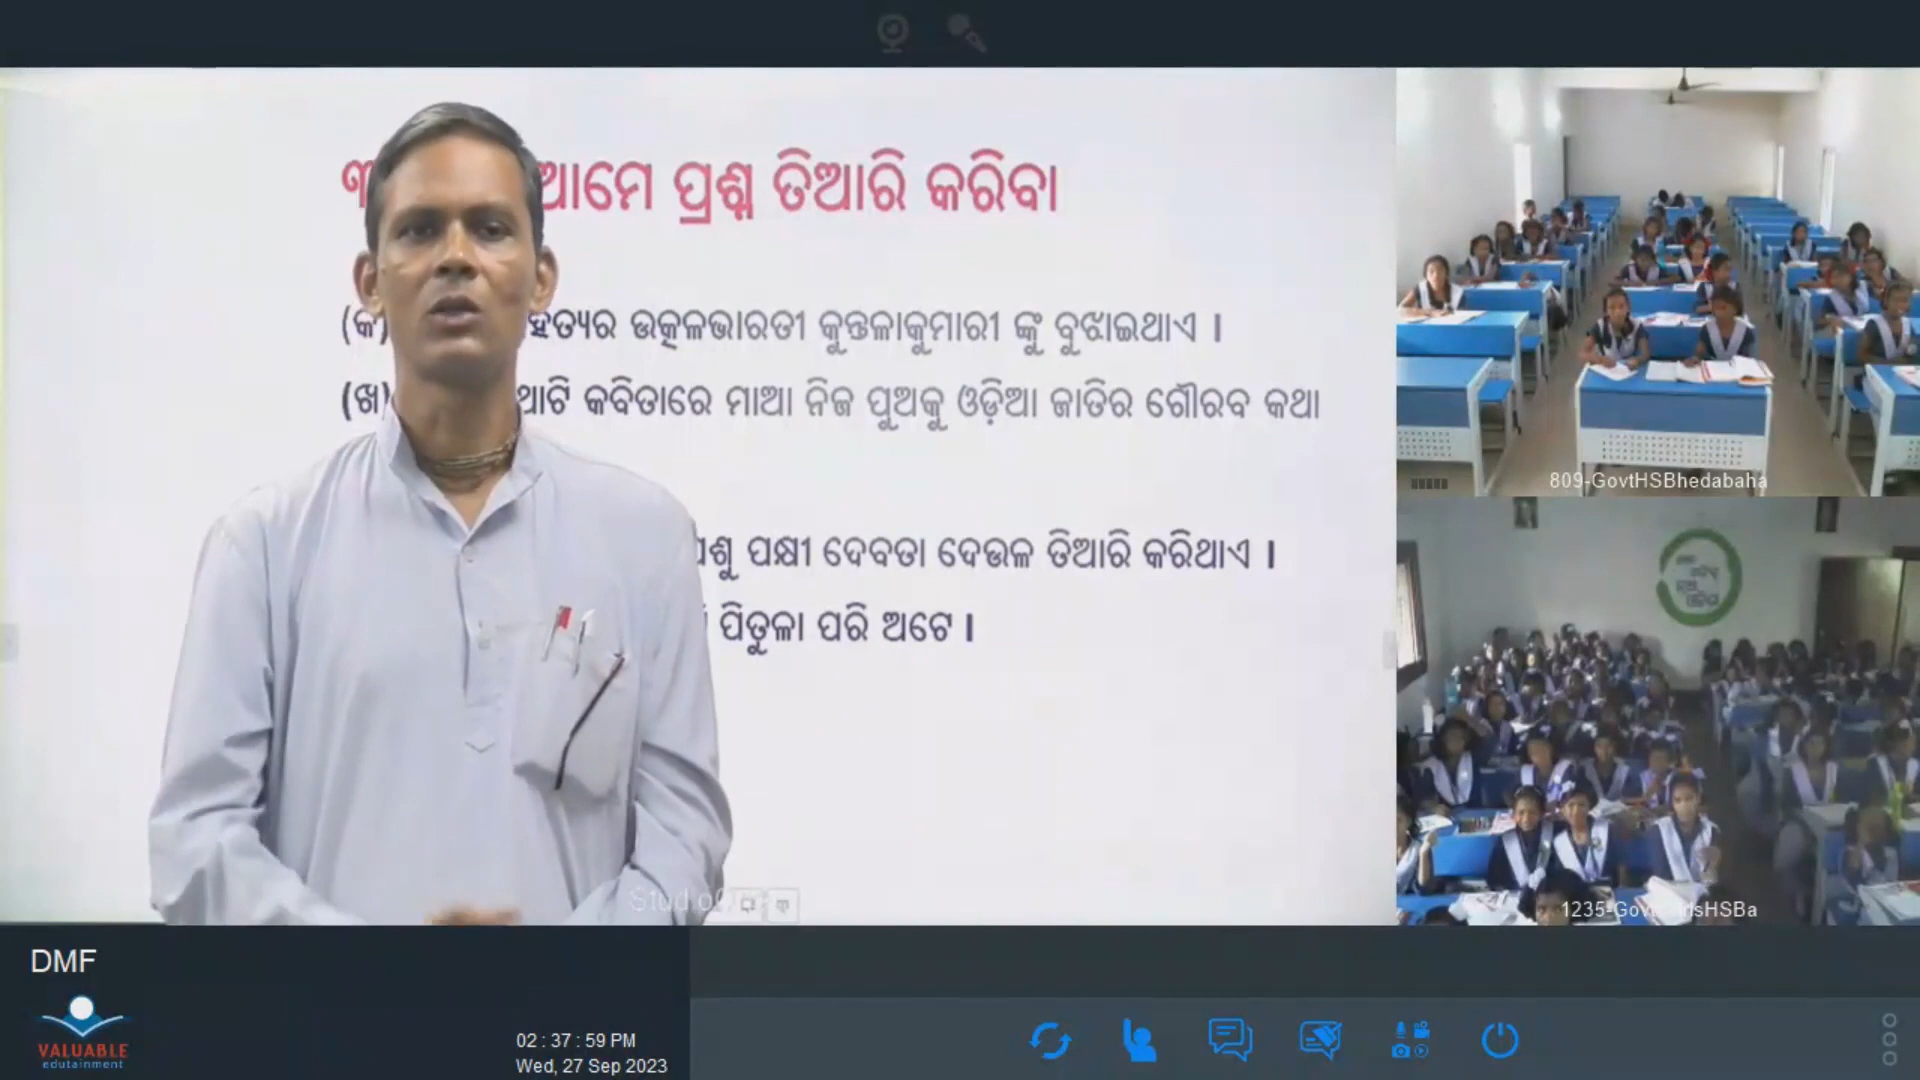 ଆମେ ପ୍ରଶ୍ନ ତିଆରି କରିବା
(କ) ହତ୍ୟର ଉତ୍କଳଭାରତୀ କୁନ୍ତଳାକୁମାରୀ ଙ୍କୁ ବୁଝାଇଥାଏ ।
(ଖ) ଥାଟି କବିତାରେ ମାଆ ନିଜ ପୁଅକୁ ଓଡ଼ିଆ ଜାତିର ଗୌରବ କଥା
ପଶୁ ପକ୍ଷୀ ଦେବତା ଦେଉଳ ତିଆରି କରିଥାଏ ।
ପିତୁଳା ପରି ଅଟେ ।
809-GovtHSBhedabaha
DMF
VALUABLE
edutainment
02 : 37 : 59 PM
Wed, 27 Sep 2023